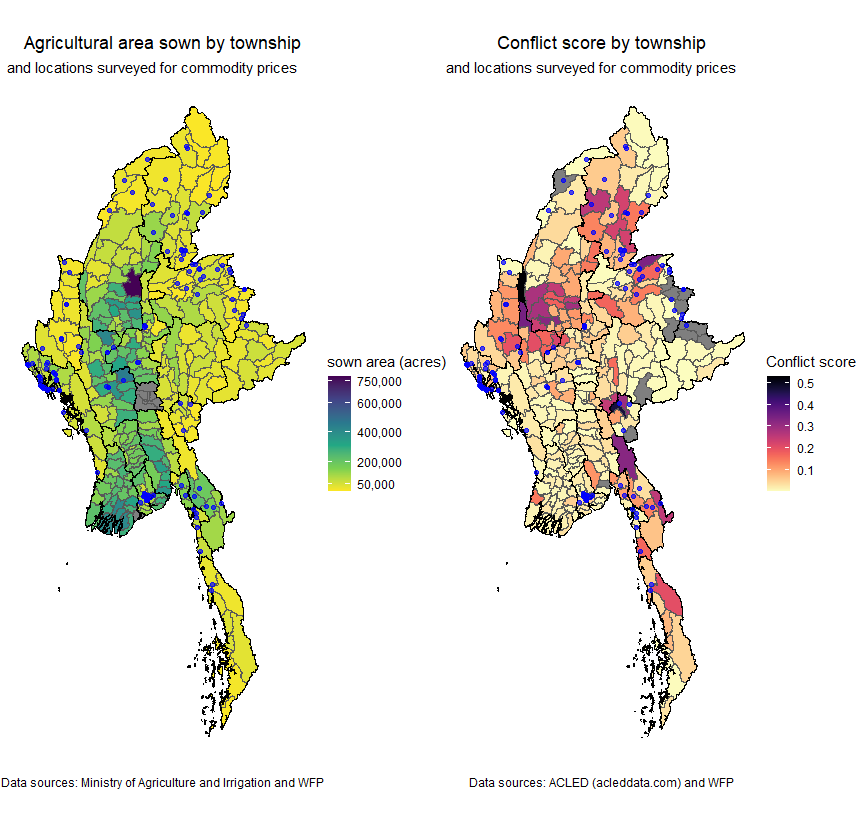 Agricultural area sown by township
and locations surveyed for commodity prices
sown area (acres)
750,000
600,000
400,000
200,000
50,000
Data sources: Ministry of Agriculture and Irrigation and WFP
Conflict score by township
and locations surveyed for commodity prices
Conflict score
0.5
0.4
0.3
0.2
0.1
Data sources: ACLED (acleddata.com) and WFP